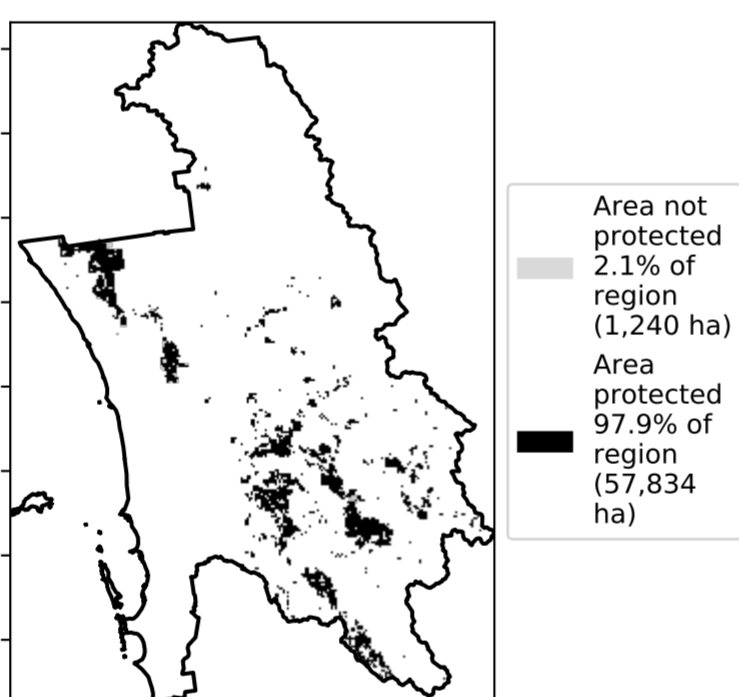 Area not
protected
2.1% of
region
(1,240 ha)
Area
protected
97.9% of
region
(57,834
ha)